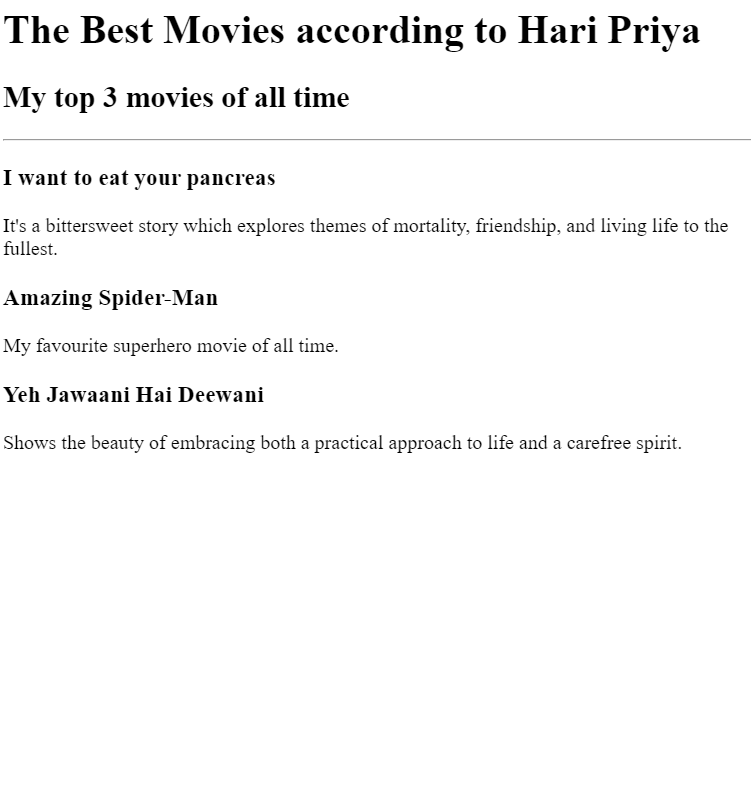 The Best Movies according to Hari Priya
My top 3 movies of all time
I want to eat your pancreas
It's a bittersweet story which explores themes of mortality, friendship, and living life to the
fullest.
Amazing Spider-Man
My favourite superhero movie of all time.
Yeh Jawaani Hai Deewani
Shows the beauty of embracing both a practical approach to life and a carefree spirit.